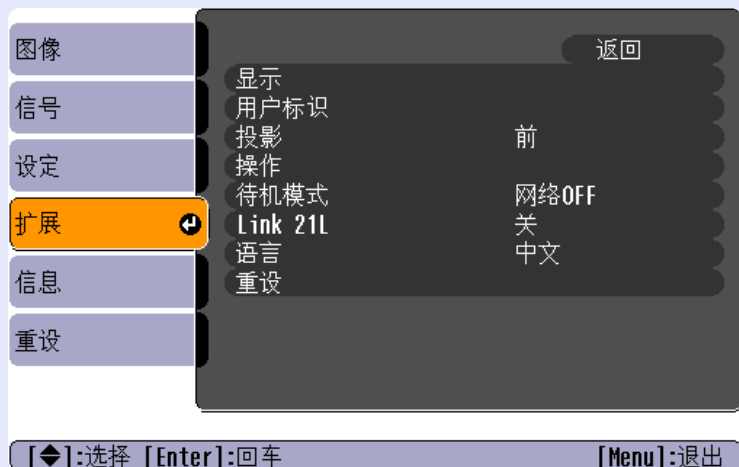 图像
信号
设定
扩展
信息
重设
返回
显示
用户标识
投影 前
操作
待机模式 网络OFF
Link 21L 关
语言 中文
重设
[◆]:选择 [Enter]:回车 [Menu]:退出